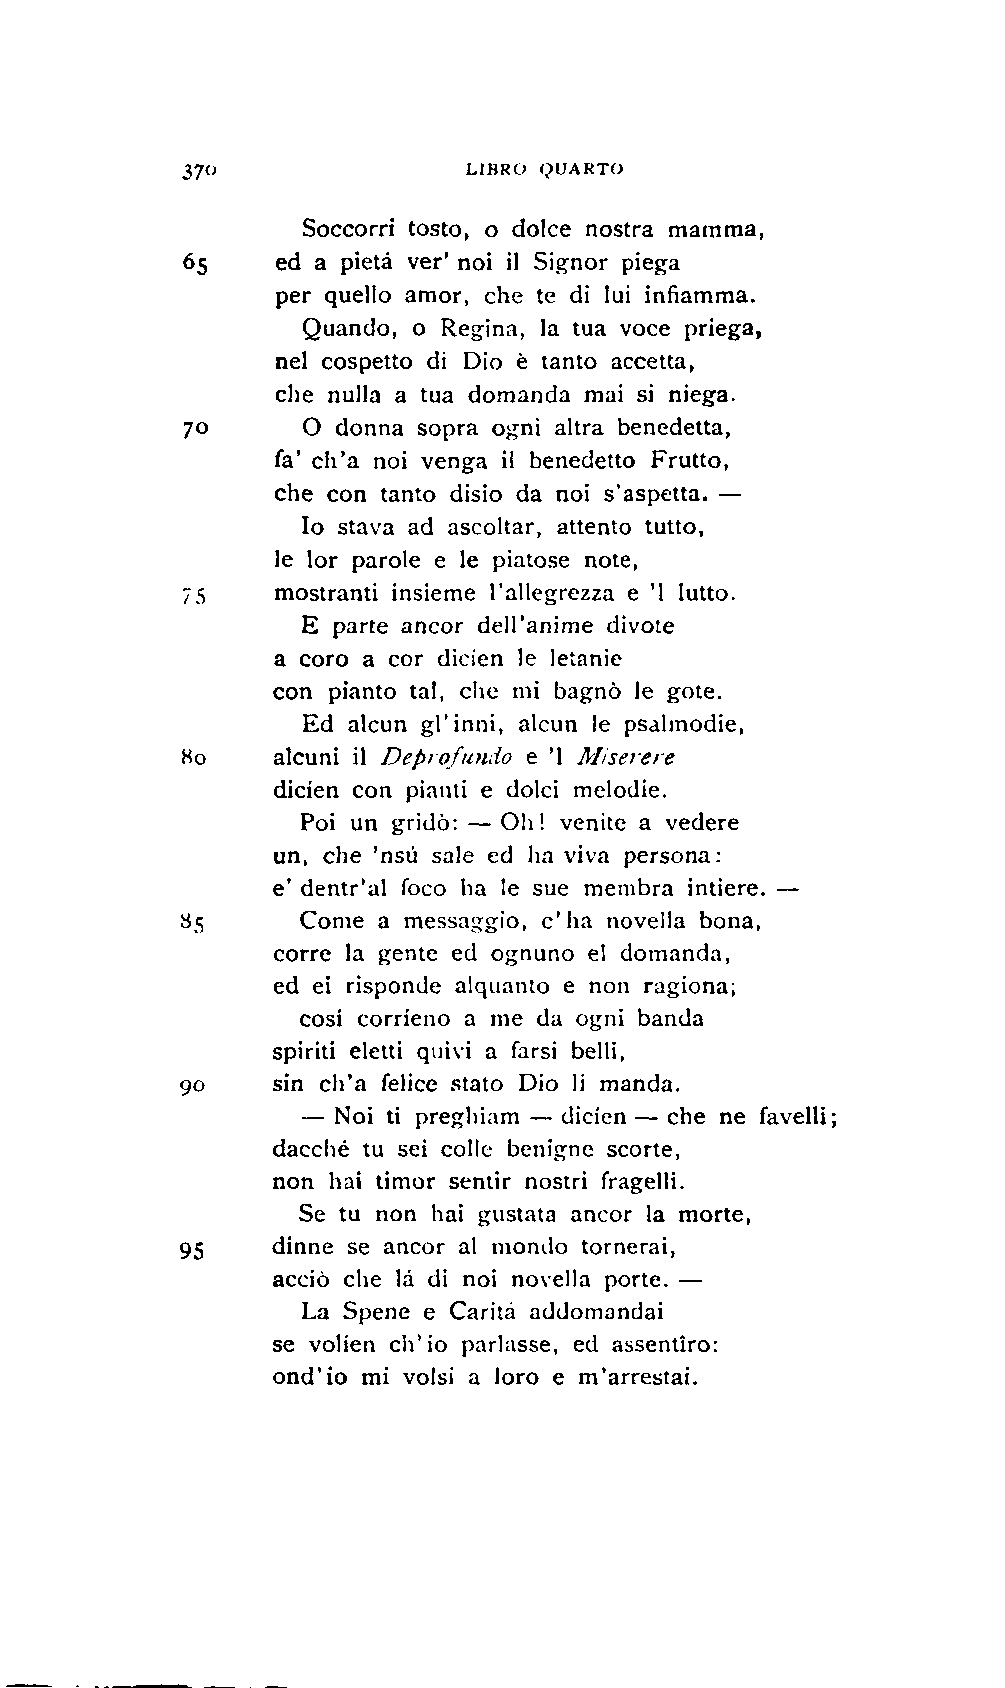 370 LIBRO QUARTO
Soccorri tosto, o dolce nostra mamma,
65 ed a pietá ver' noi il Signor piega
per quello amor, che te di lui infiamma.
Quando, o Regina, la tua voce priega,
nel cospetto di Dio è tanto accetta,
che nulla a tua domanda mai si niega.
70 O donna sopra ogni altra benedetta,
fa' ch'a noi venga il benedetto Frutto,
che con tanto disio da noi s'aspetta. —
Io stava ad ascoltar, attento tutto,
le lor parole e le piatose note,
75 mostranti insieme l'allegrezza e 'l lutto.
E parte ancor dell'anime divote
a coro a cor dicíen le letanie
con pianto tal, che mi bagnò le gote.
Ed alcun gl'inni, alcun le psalmodie,
80 alcuni il Deprofundo e 'l Miserere
dicíen con pianti e dolci melodie.
Poi un gridò: — Oh! venite a vedere
un, che 'nsú sale ed ha viva persona:
e' dentr'al foco ha le sue membra intiere. —
85 Come a messaggio, c'ha novella bona,
corre la gente ed ognuno el domanda,
ed ei risponde alquanto e non ragiona;
cosí corríeno a me da ogni banda
spiriti eletti quivi a farsi belli,
90 sin ch'a felice stato Dio li manda.
— Noi ti preghiam — dicíen — che ne favelli;
dacché tu sei colle benigne scorte,
non hai timor sentir nostri fragelli.
Se tu non hai gustata ancor la morte,
95 dinne se ancor al mondo tornerai,
acciò che lá di noi novella porte. —
La Spene e Caritá addomandai
se volíen ch'io parlasse, ed assentîro:
ond'io mi volsi a loro e m'arrestai.